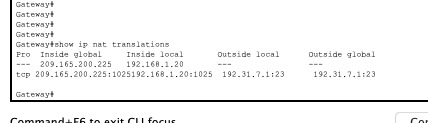 Gateway#
Gateway#
Gateway#
Gateway#
Gateway#show ip nat translations
Pro  Inside global     Inside local       Outside local      Outside global
---  209.165.200.225   192.168.1.20       ---                ---
tcp 209.165.200.225:1025192.168.1.20:1025  192.31.7.1:23      192.31.7.1:23

Gateway#
Command+F6 to exit CLI focus